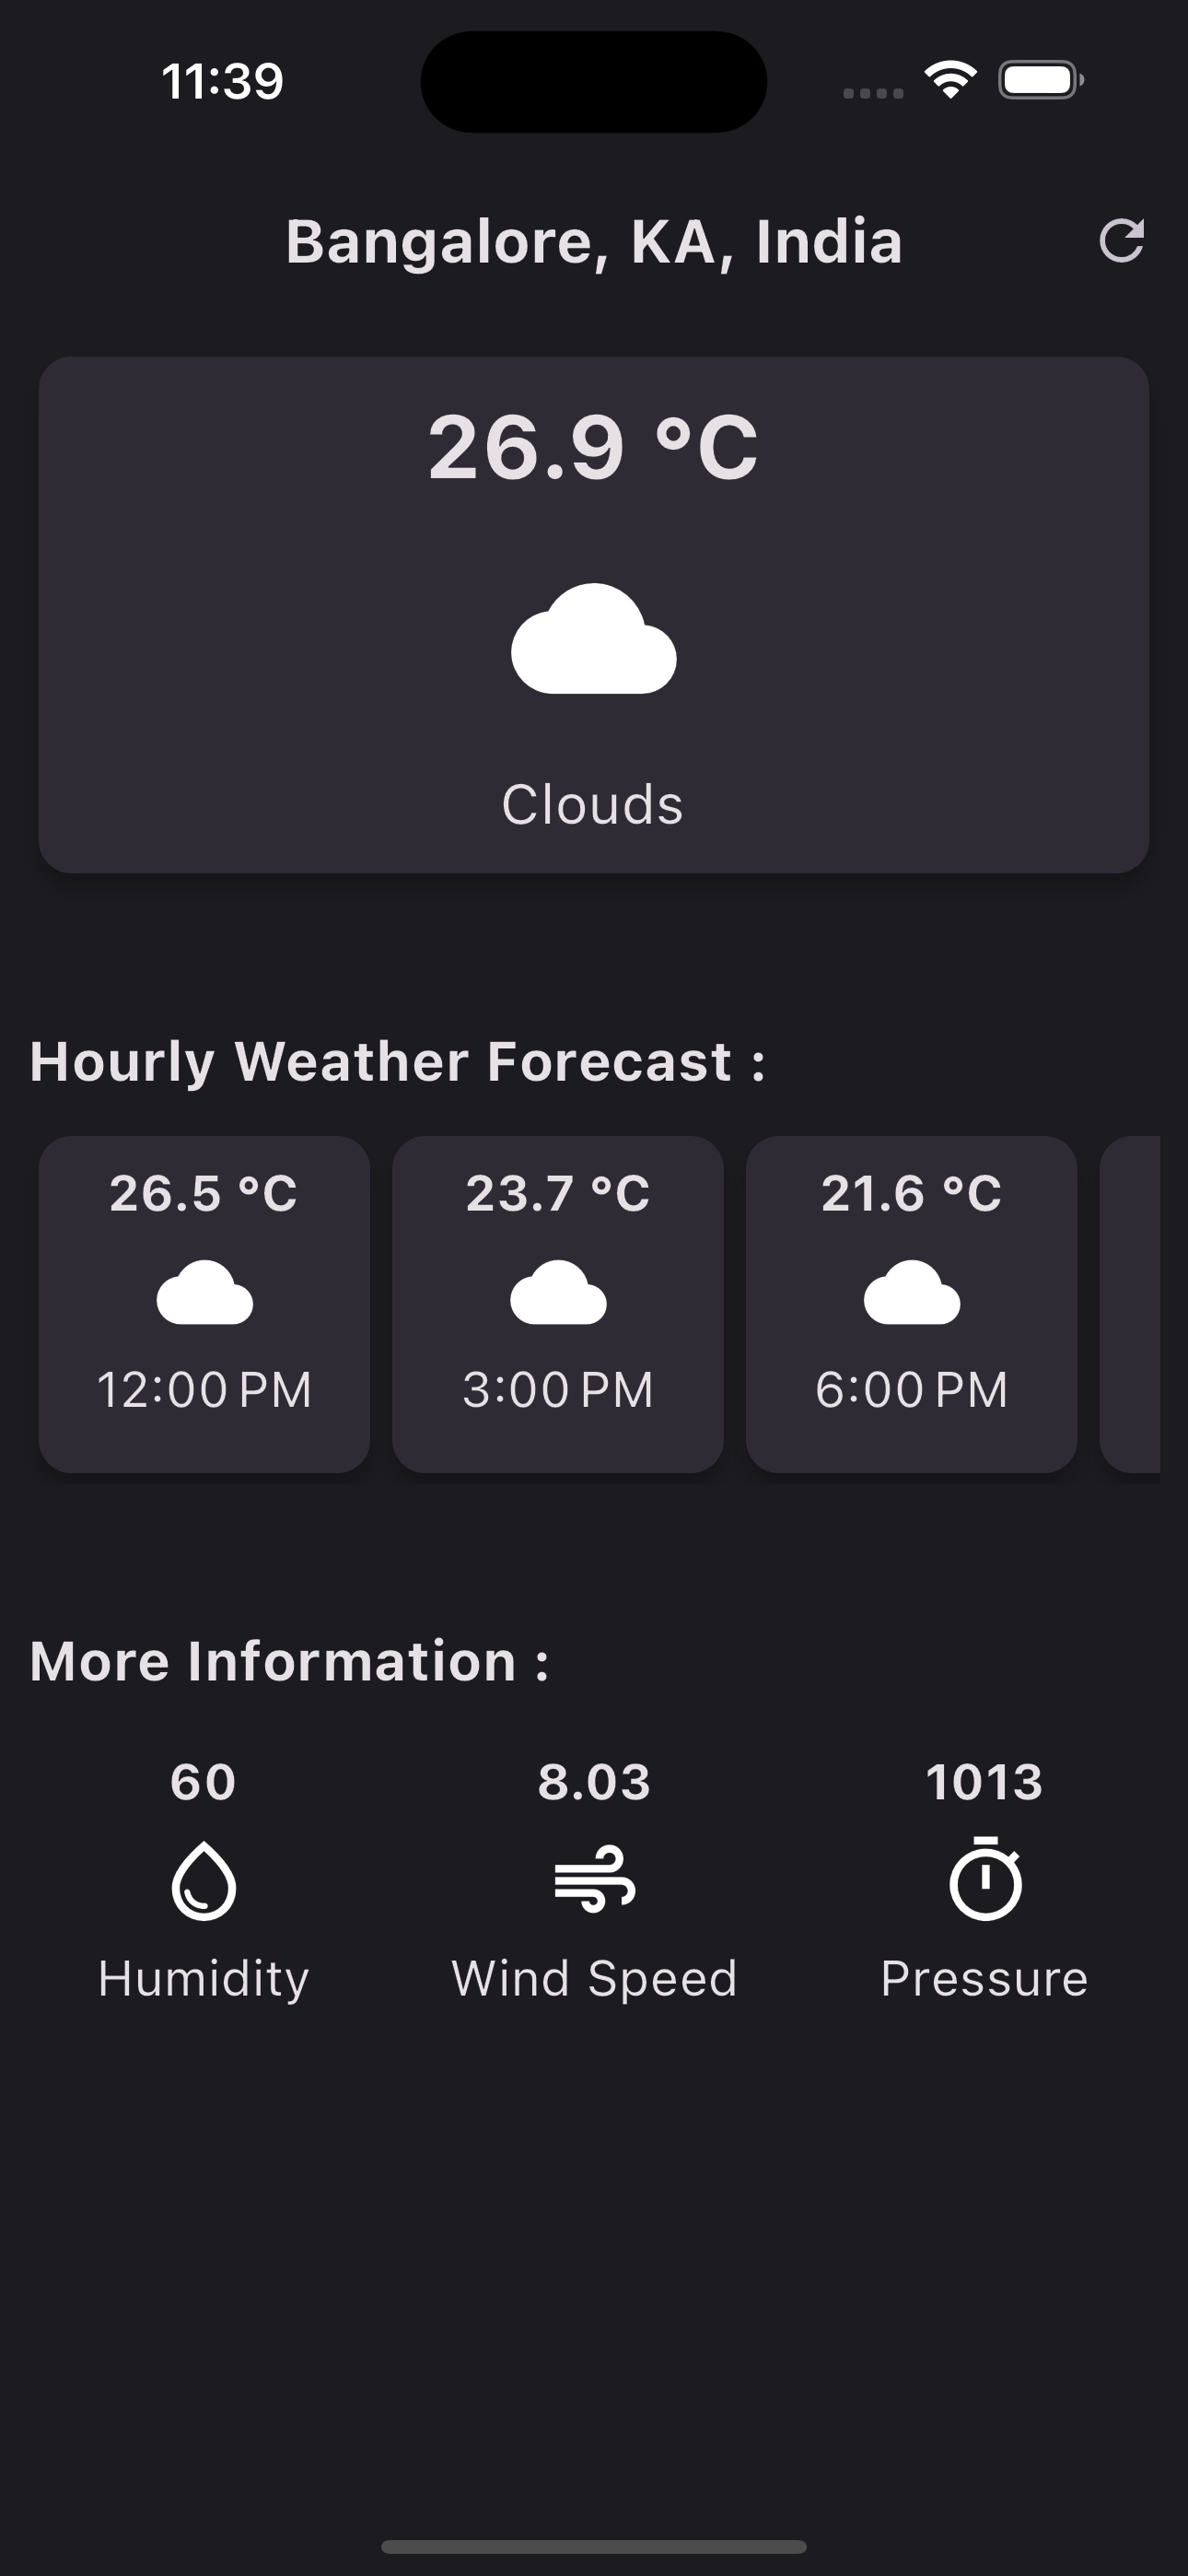 11:39
Bangalore, KA, India
26.9 °C
Clouds
Hourly Weather Forecast :
26.5 °C 23.7 °C 21.6 °C
12:00 PM 3:00 PM 6:00 PM
More Information :
60 8.03 1013
Humidity Wind Speed Pressure